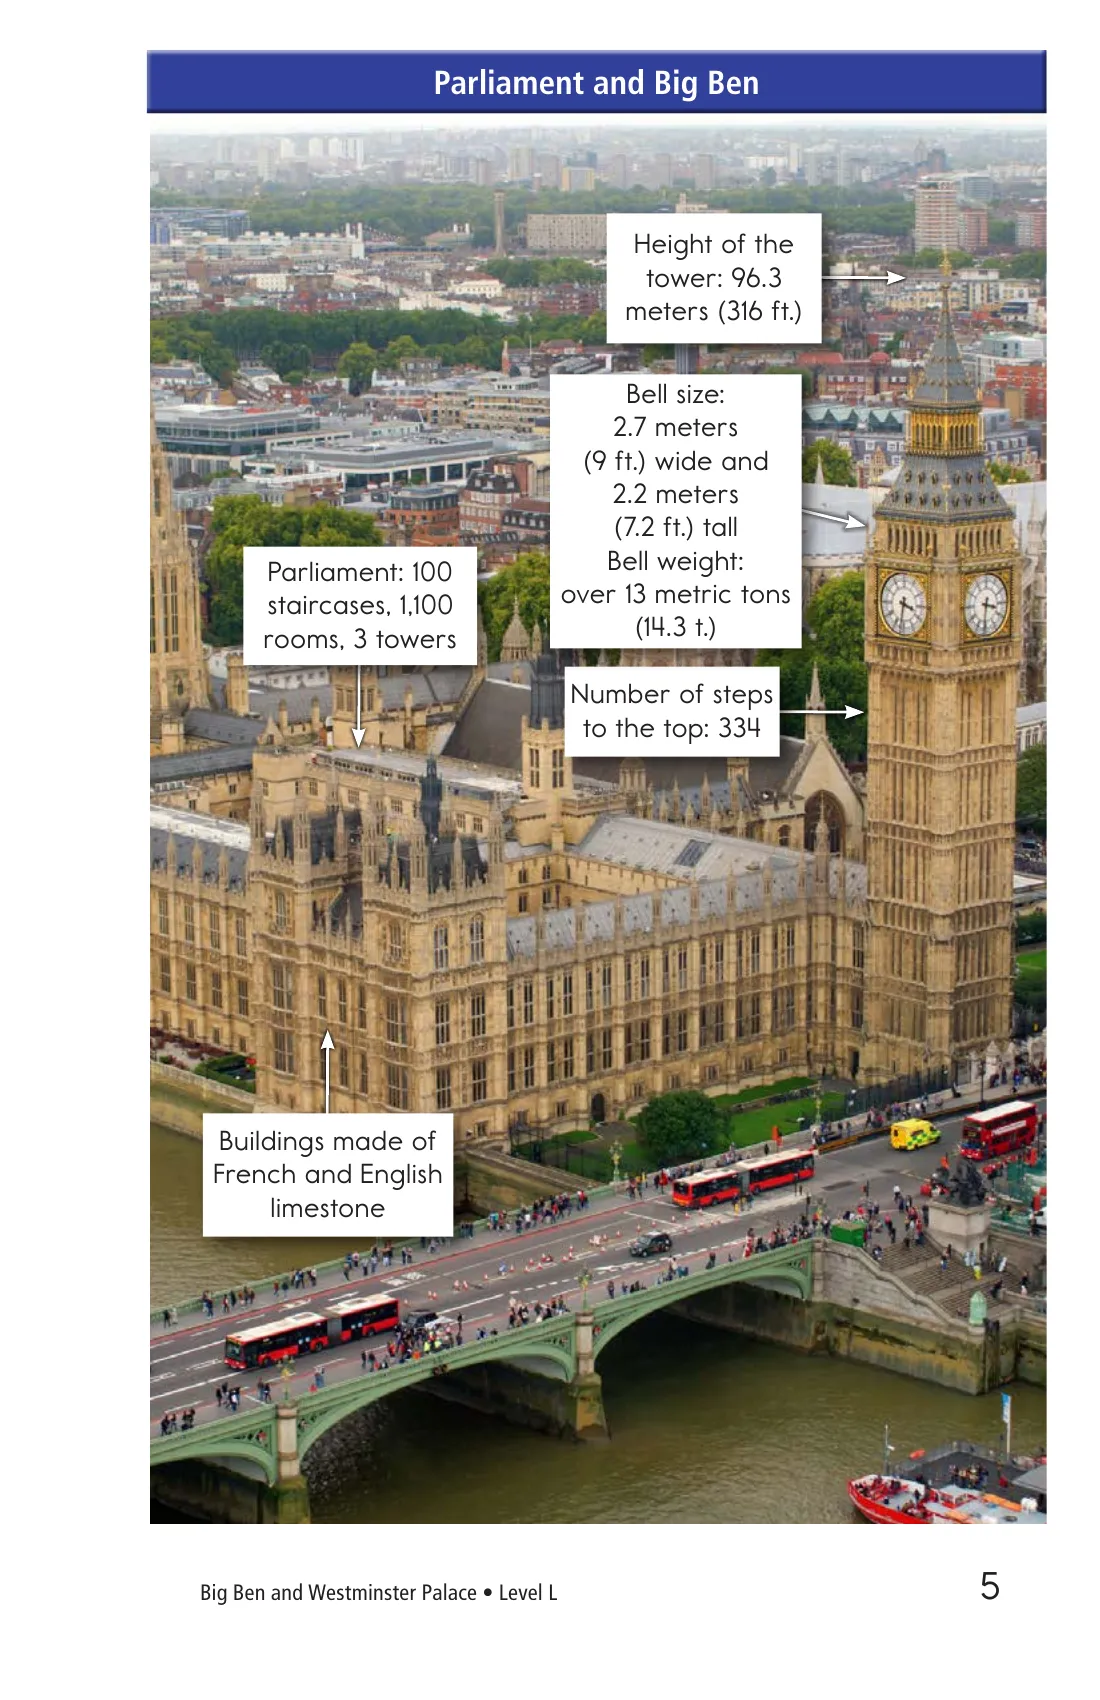 Parliament and Big Ben
Height of the
tower: 96.3
meters (316 ft.)
Bell size:
2.7 meters
(9 ft.) wide and
2.2 meters
(7.2 ft.) tall
Bell weight:
over 13 metric tons
(14.3 t.)
Parliament: 100
staircases, 1,100
rooms, 3 towers
Number of steps
to the top: 334
Buildings made of
French and English
limestone
Big Ben and Westminster Palace • Level L
5